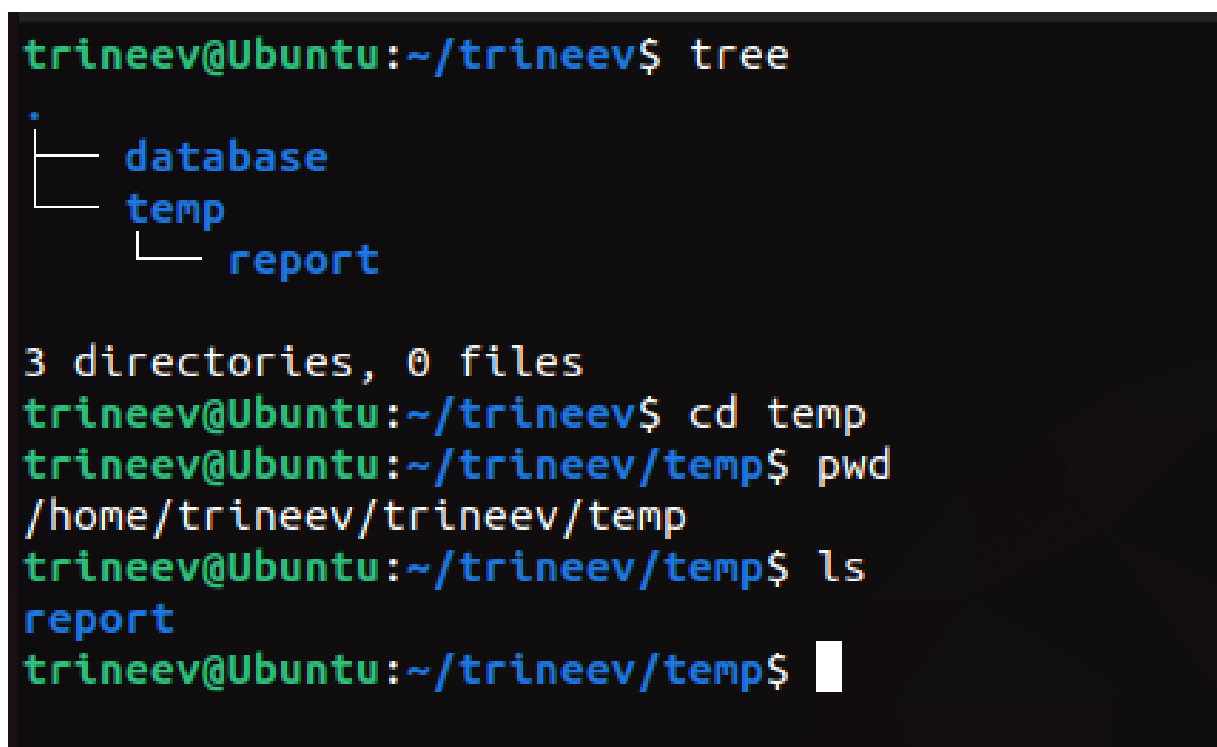 trineev@Ubuntu:~/trineev$ tree
.
├── database
└── temp
    └── report
3 directories, 0 files
trineev@Ubuntu:~/trineev$ cd temp
trineev@Ubuntu:~/trineev/temp$ pwd
/home/trineev/trineev/temp
trineev@Ubuntu:~/trineev/temp$ ls
report
trineev@Ubuntu:~/trineev/temp$